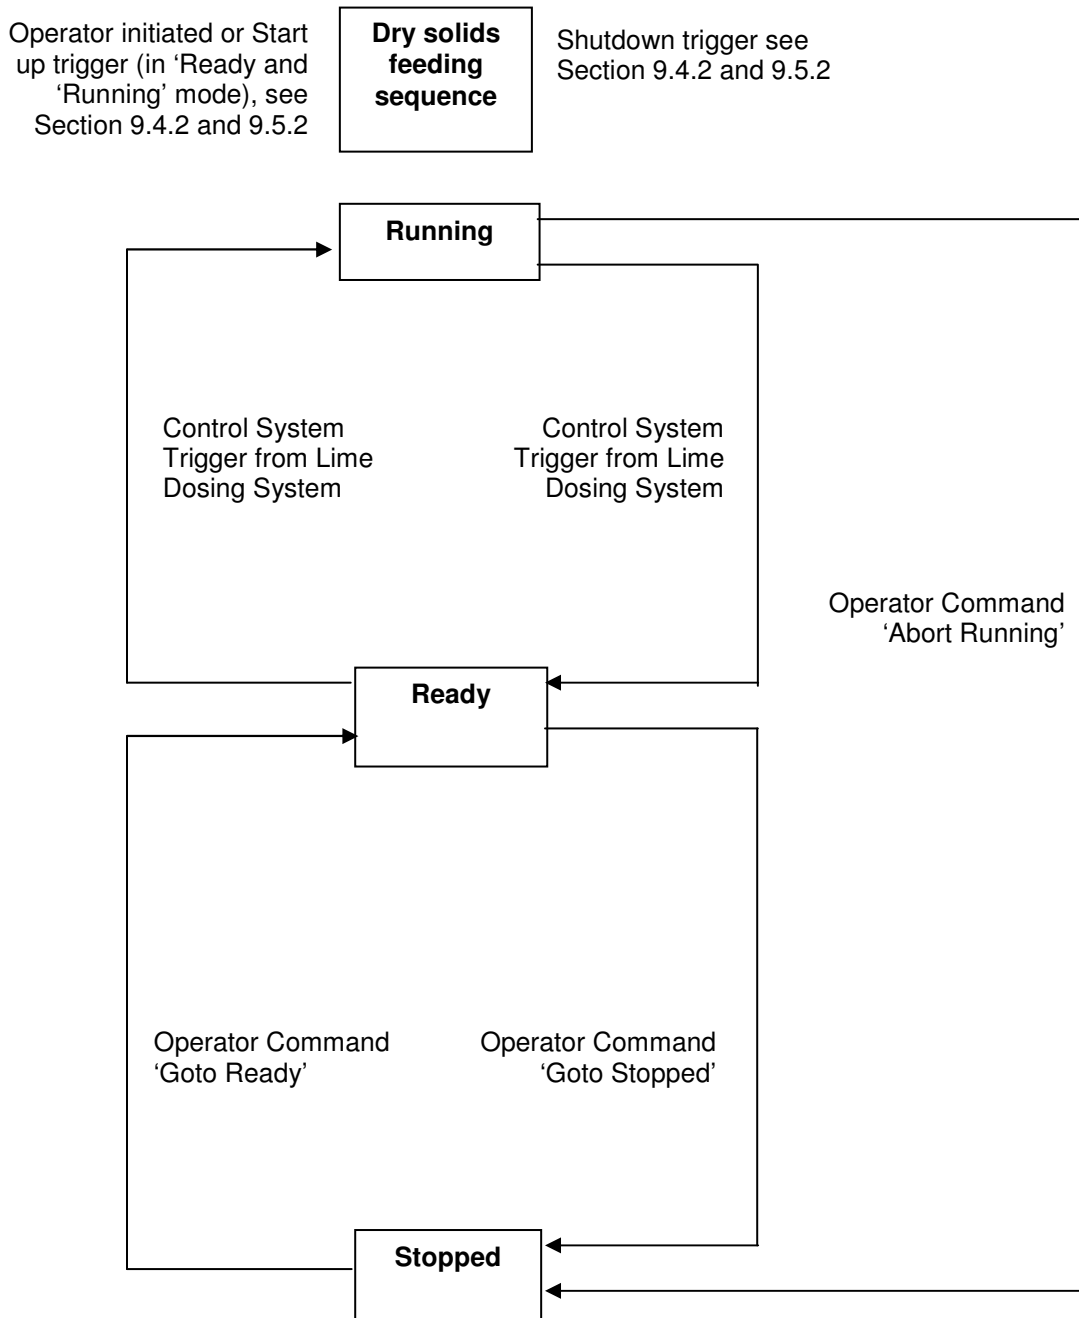 Operator initiated or Start
up trigger (in ‘Ready and
‘Running’ mode), see
Section 9.4.2 and 9.5.2
Dry solids
feeding
sequence
Shutdown trigger see
Section 9.4.2 and 9.5.2
Running
Control System
Trigger from Lime
Dosing System
Control System
Trigger from Lime
Dosing System
Operator Command
‘Abort Running’
Ready
Operator Command
‘Goto Ready’
Operator Command
‘Goto Stopped’
Stopped